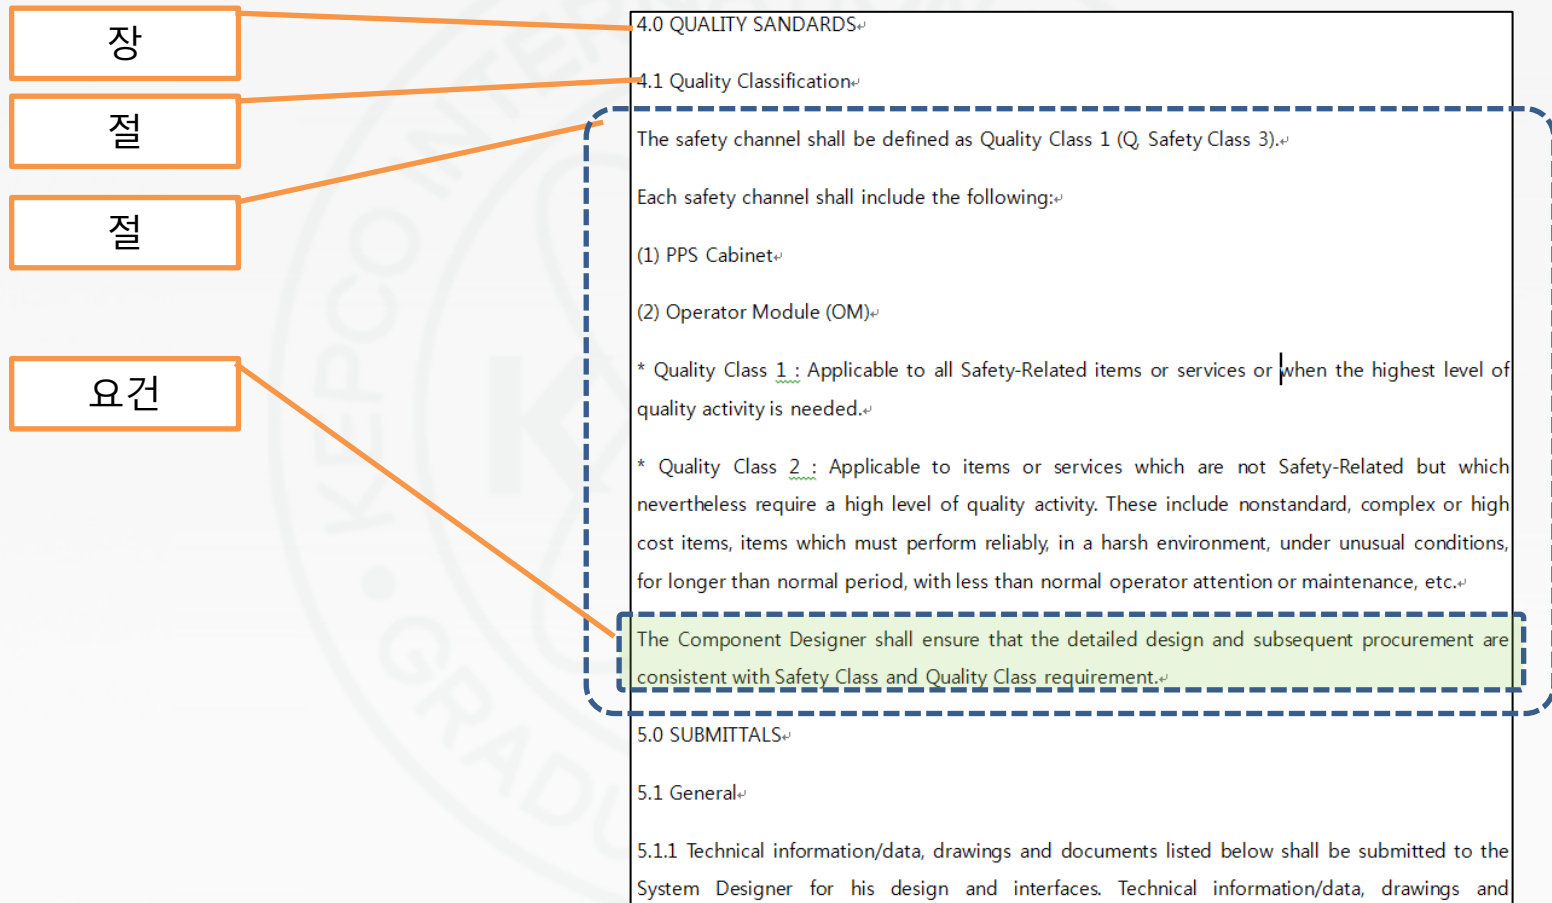 장
절
절
요건
4.0 QUALITY SANDARDS
4.1 Quality Classification
The safety channel shall be defined as Quality Class 1 (Q, Safety Class 3).
Each safety channel shall include the following:
(1) PPS Cabinet
(2) Operator Module (OM)
* Quality Class 1 : Applicable to all Safety-Related items or services or when the highest level of
quality activity is needed.
* Quality Class 2 : Applicable to items or services which are not Safety-Related but which
nevertheless require a high level of quality activity. These include nonstandard, complex or high
cost items, items which must perform reliably, in a harsh environment, under unusual conditions,
for longer than normal period, with less than normal operator attention or maintenance, etc.
The Component Designer shall ensure that the detailed design and subsequent procurement are
consistent with Safety Class and Quality Class requirement.
5.0 SUBMITTALS
5.1 General
5.1.1 Technical information/data, drawings and documents listed below shall be submitted to the
System Designer for his design and interfaces. Technical information/data, drawings and
KEPCO